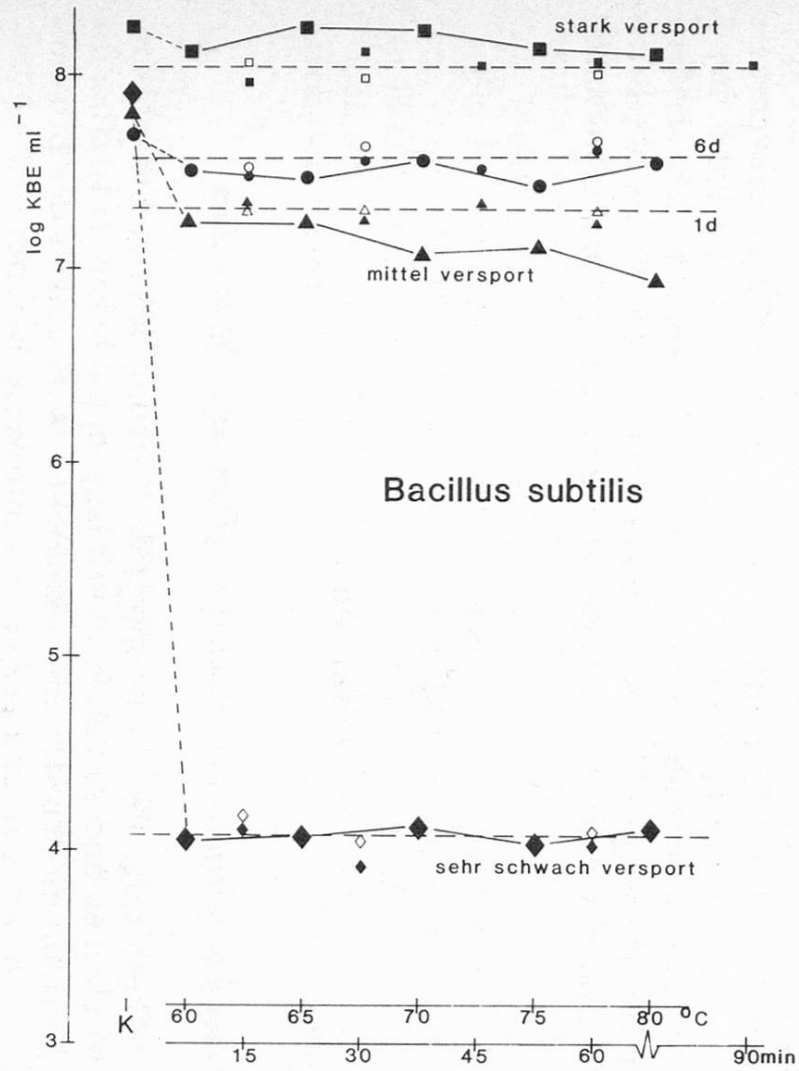 stark versport
8
log KBE ml⁻¹
6d
1d
7
mittel versport
6
Bacillus subtilis
5
4
sehr schwach versport
K 60 65 70 75 80 °C
3
15 30 45 60 90min